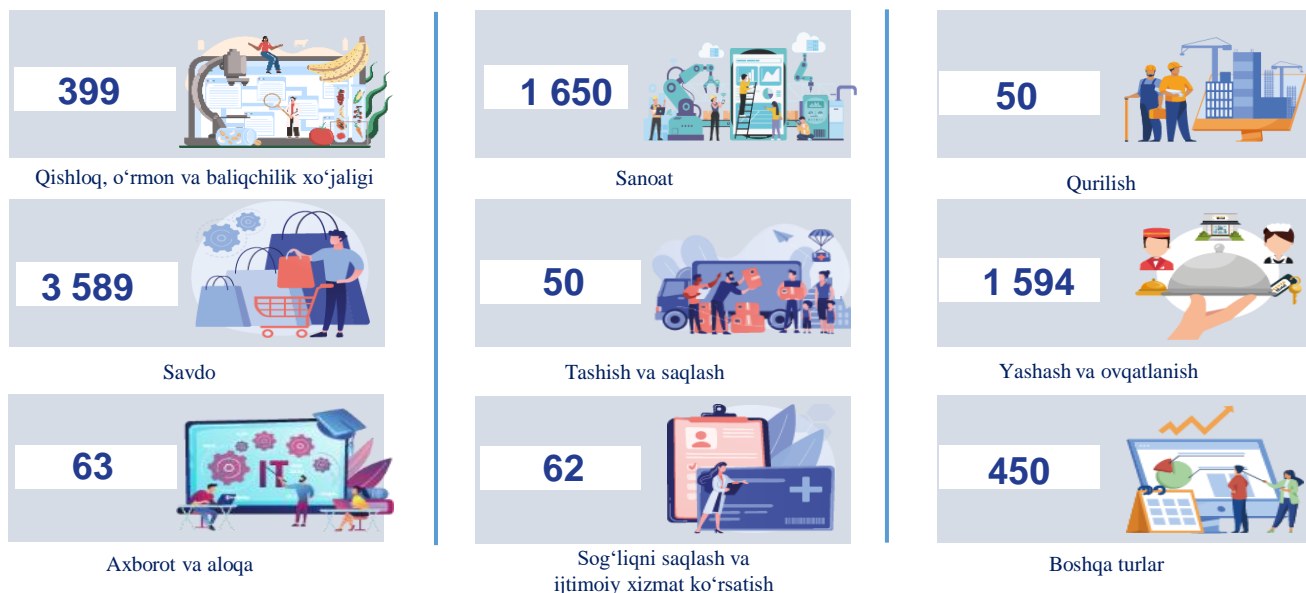 399
1 650
50
Qishloq, o‘rmon va baliqchilik xo‘jaligi
Sanoat
Qurilish
3 589
50
1 594
Savdo
Tashish va saqlash
Yashash va ovqatlanish
63
IT
62
450
Axborot va aloqa
Sog‘liqni saqlash va
ijtimoiy xizmat ko‘rsatish
Boshqa turlar